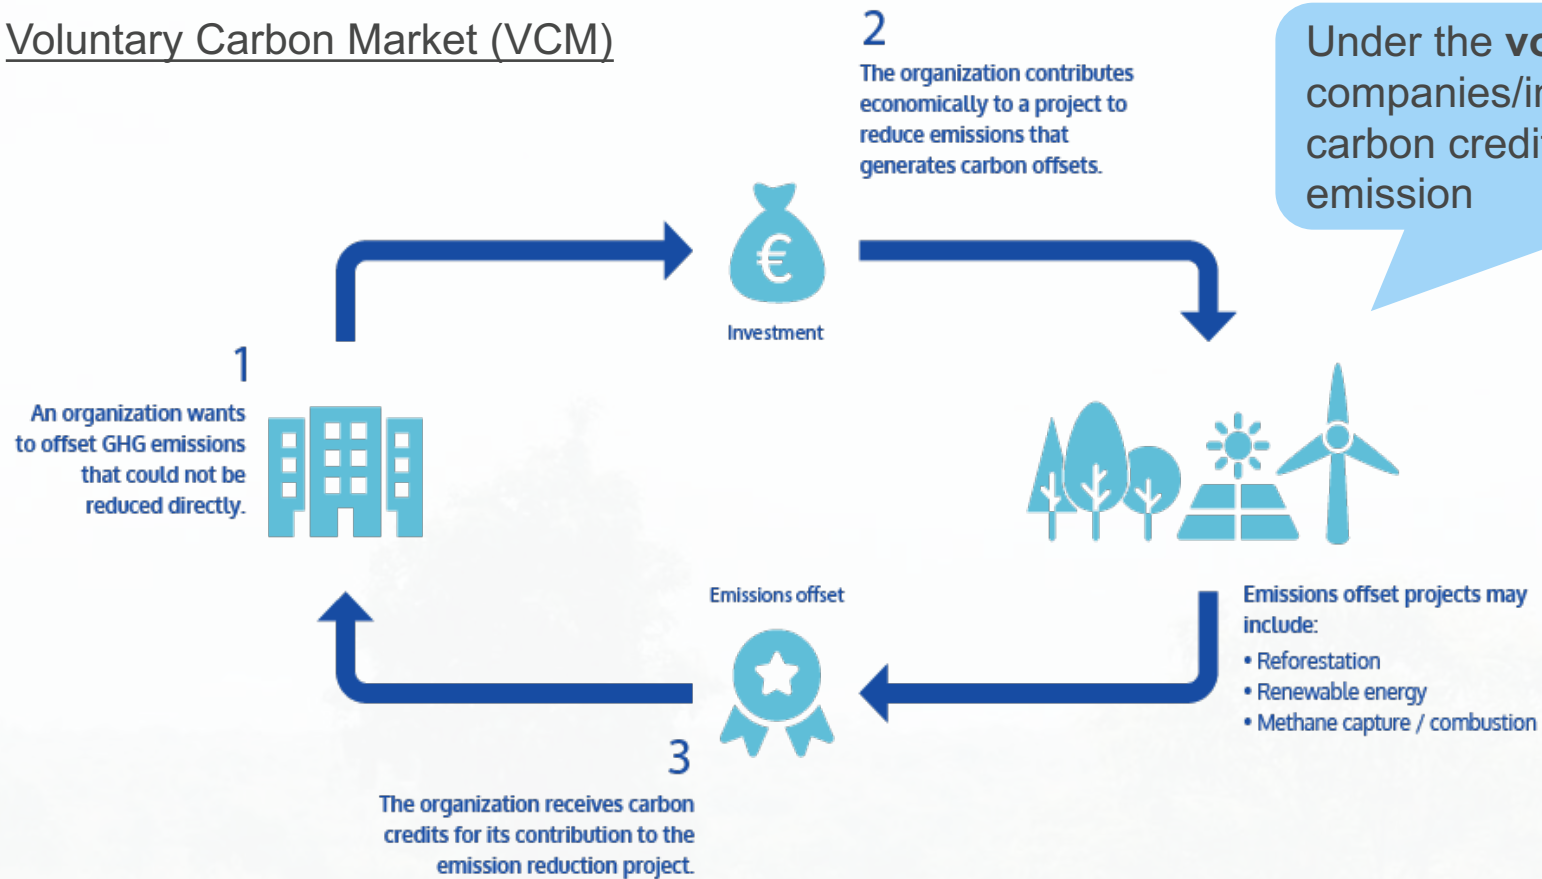 Voluntary Carbon Market (VCM)
2
The organization contributes
economically to a project to
reduce emissions that
generates carbon offsets.
Under the
companies/
carbon
emission
€
Investment
1
An organization wants
to offset GHG emissions
that could not be
reduced directly.
Emissions offset
Emissions offset projects may
include:
• Reforestation
• Renewable energy
• Methane capture / combustion
3
The organization receives carbon
credits for its contribution to the
emission reduction project.